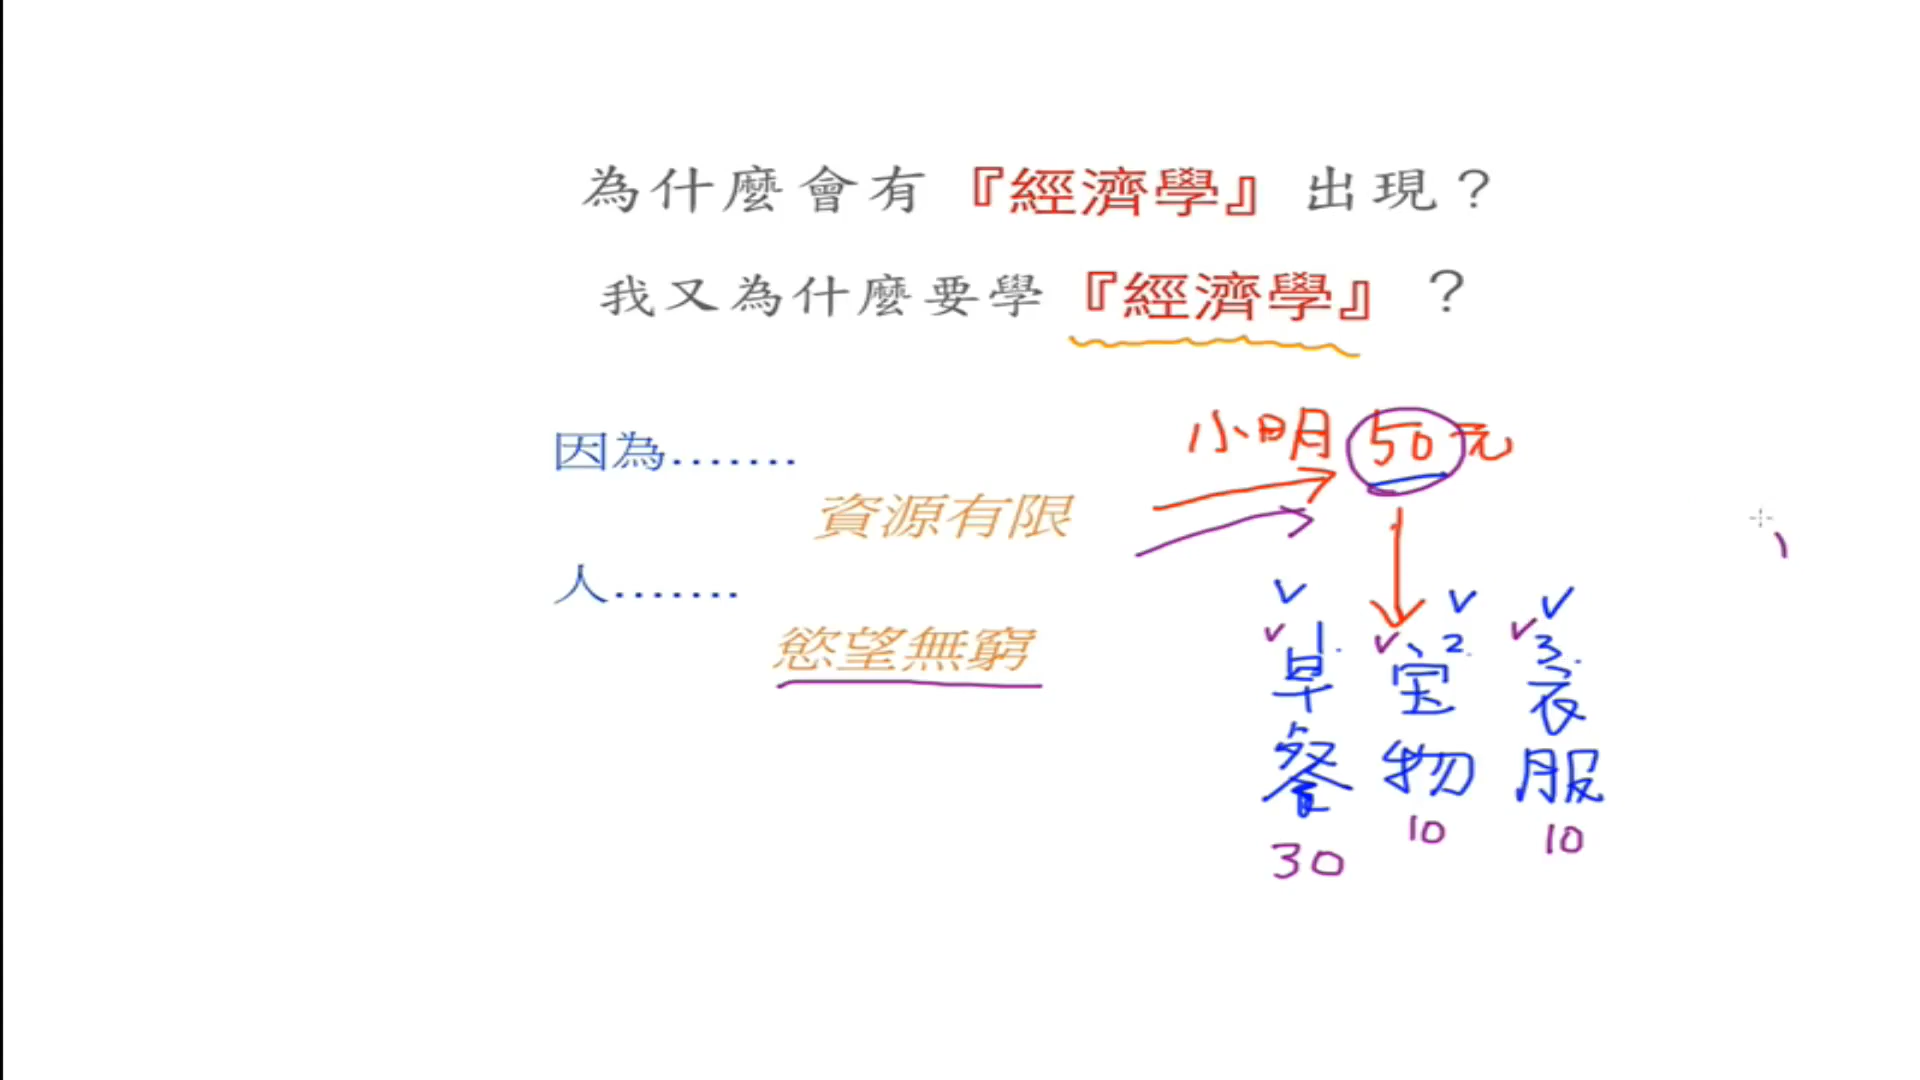 為什麼會有『經濟學』出現？
我又為什麼要學『經濟學』？
因為.......
小明 50元
資源有限
人.......
慾望無窮
1. 2. 3.
早餐 宝物 衣服
30 10 10